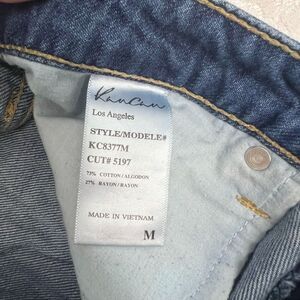 KanCan
Los Angeles
STYLE/MODELE#
KC8377M
CUT# 5197
73% COTTON/ALGODON
27% RAYON/RAYON
MADE IN VIETNAM
M